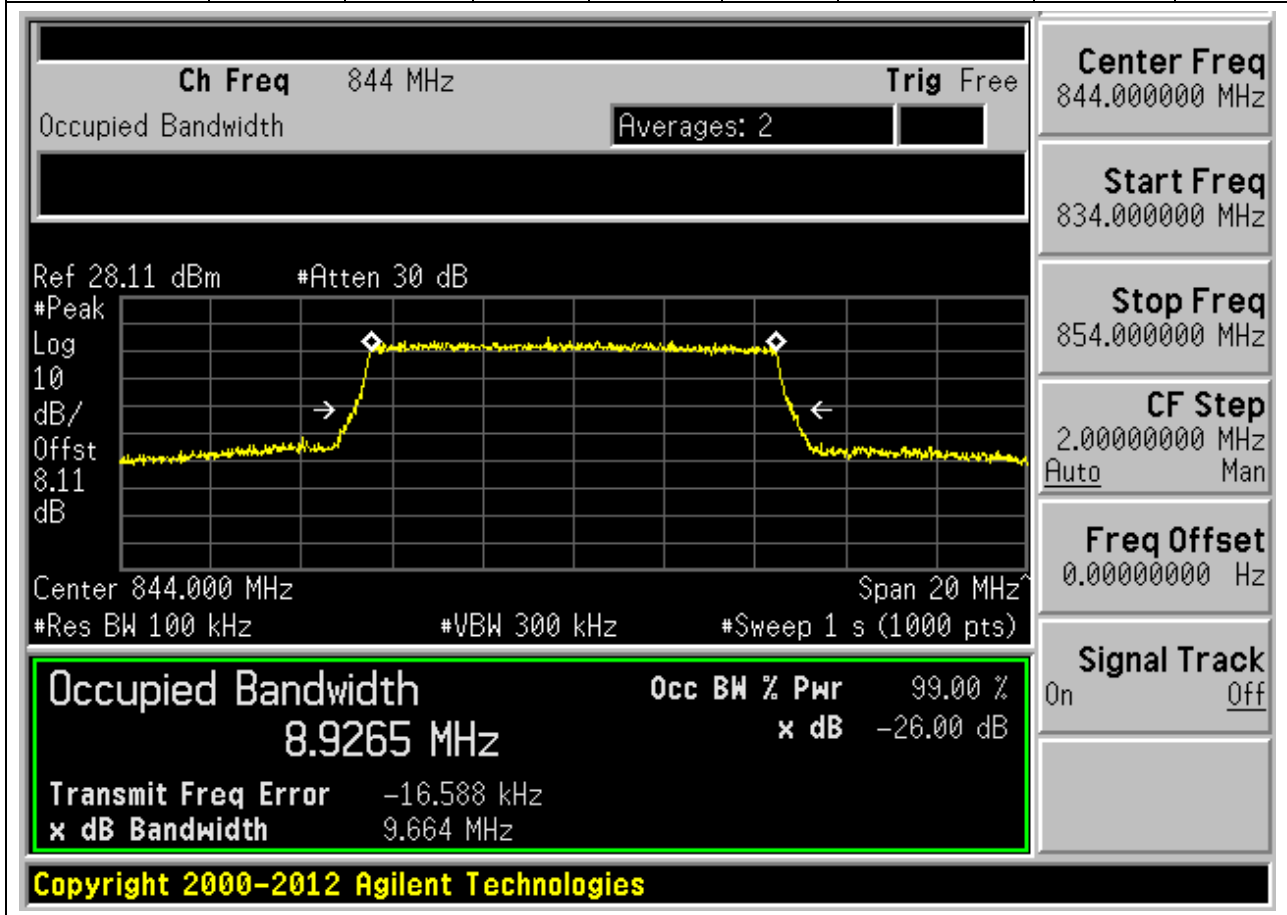 Ch Freq 844 MHz Trig Free
Occupied Bandwidth Averages: 2
Ref 28.11 dBm #Atten 30 dB
#Peak
Log
10
dB/
Offst
8.11
dB
Center 844.000 MHz Span 20 MHz^
#Res BW 100 kHz #VBW 300 kHz #Sweep 1 s (1000 pts)
Occupied Bandwidth Occ BW % Pwr 99.00 %
8.9265 MHz x dB -26.00 dB
Transmit Freq Error -16.588 kHz
x dB Bandwidth 9.664 MHz
Copyright 2000-2012 Agilent Technologies
Center Freq
844.000000 MHz
Start Freq
834.000000 MHz
Stop Freq
854.000000 MHz
CF Step
2.00000000 MHz
Auto Man
Freq Offset
0.00000000 Hz
Signal Track
On Off